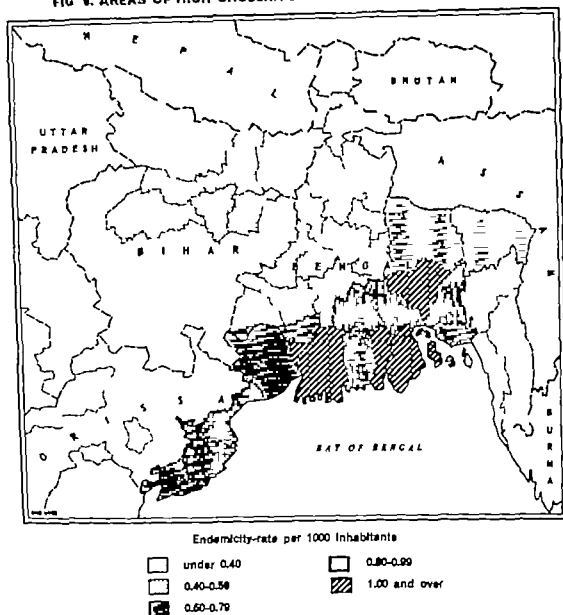 FIG 9. AREAS OF HIGH CHOLERA
NEPAL
BHUTAN
UTTAR
PRADESH
ASS
BIHAR
BENGAL
ORISSA
BAY OF BENGAL
BURMA
Endemicity-rate per 1000 Inhabitants
under 0.40
0.40-0.59
0.60-0.79
0.80-0.99
1.00 and over